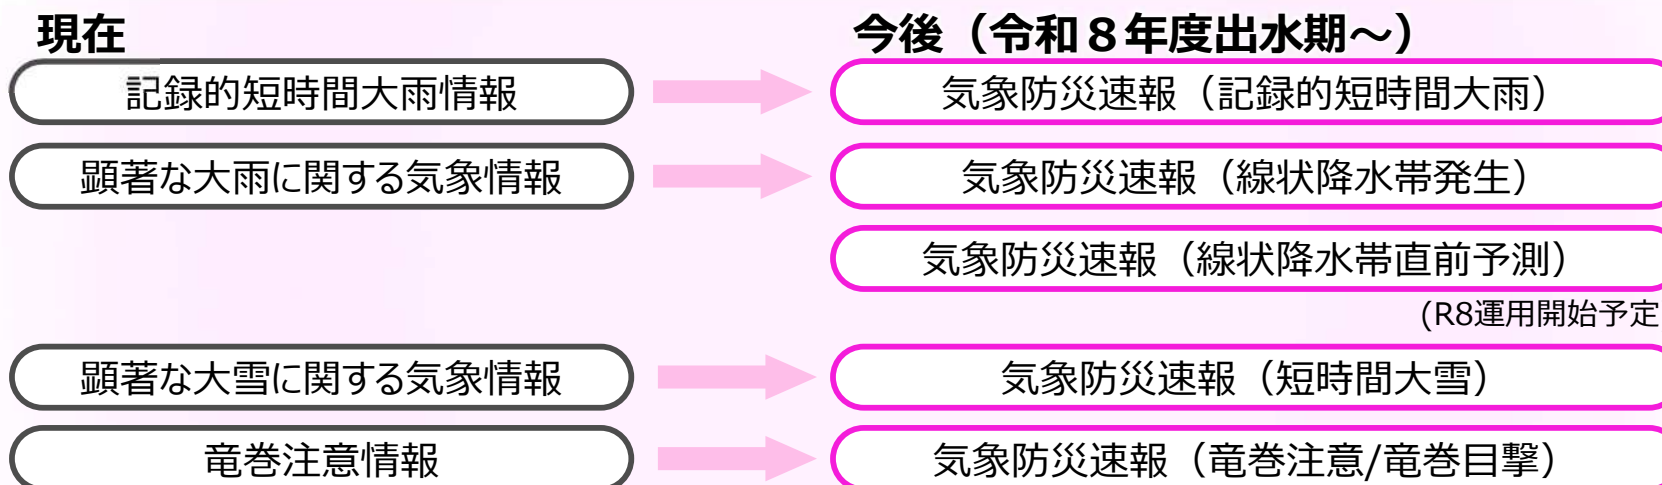 現在
今後（令和８年度出水期～）
記録的短時間大雨情報
気象防災速報（記録的短時間大雨）
顕著な大雨に関する気象情報
気象防災速報（線状降水帯発生）
気象防災速報（線状降水帯直前予測）
(R8運用開始予定
顕著な大雪に関する気象情報
気象防災速報（短時間大雪）
竜巻注意情報
気象防災速報（竜巻注意/竜巻目撃）